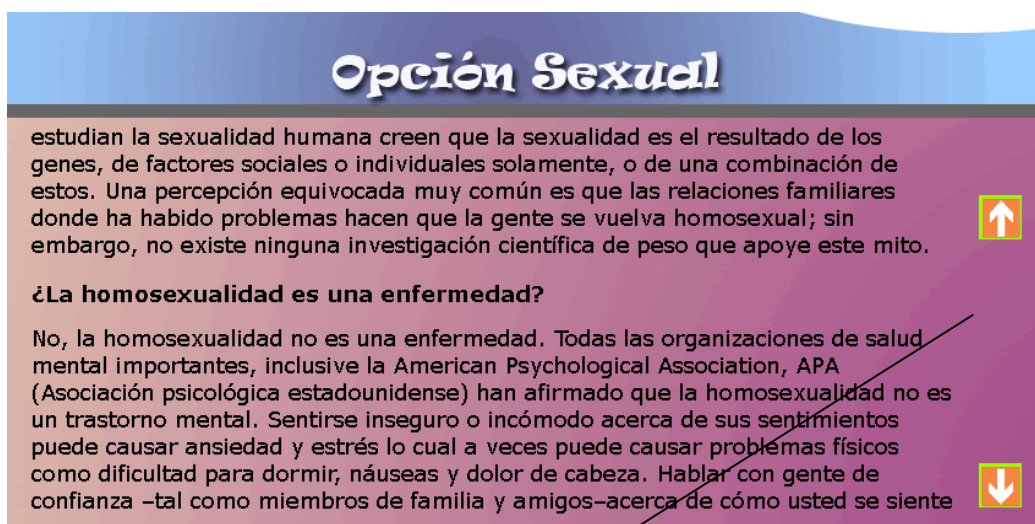 Opción Sexual
estudian la sexualidad humana creen que la sexualidad es el resultado de los
genes, de factores sociales o individuales solamente, o de una combinación de
estos. Una percepción equivocada muy común es que las relaciones familiares
donde ha habido problemas hacen que la gente se vuelva homosexual; sin
embargo, no existe ninguna investigación científica de peso que apoye este mito.
¿La homosexualidad es una enfermedad?
No, la homosexualidad no es una enfermedad. Todas las organizaciones de salud
mental importantes, inclusive la American Psychological Association, APA
(Asociación psicológica estadounidense) han afirmado que la homosexualidad no es
un trastorno mental. Sentirse inseguro o incómodo acerca de sus sentimientos
puede causar ansiedad y estrés lo cual a veces puede causar problemas físicos
como dificultad para dormir, náuseas y dolor de cabeza. Hablar con gente de
confianza –tal como miembros de familia y amigos–acerca de cómo usted se siente